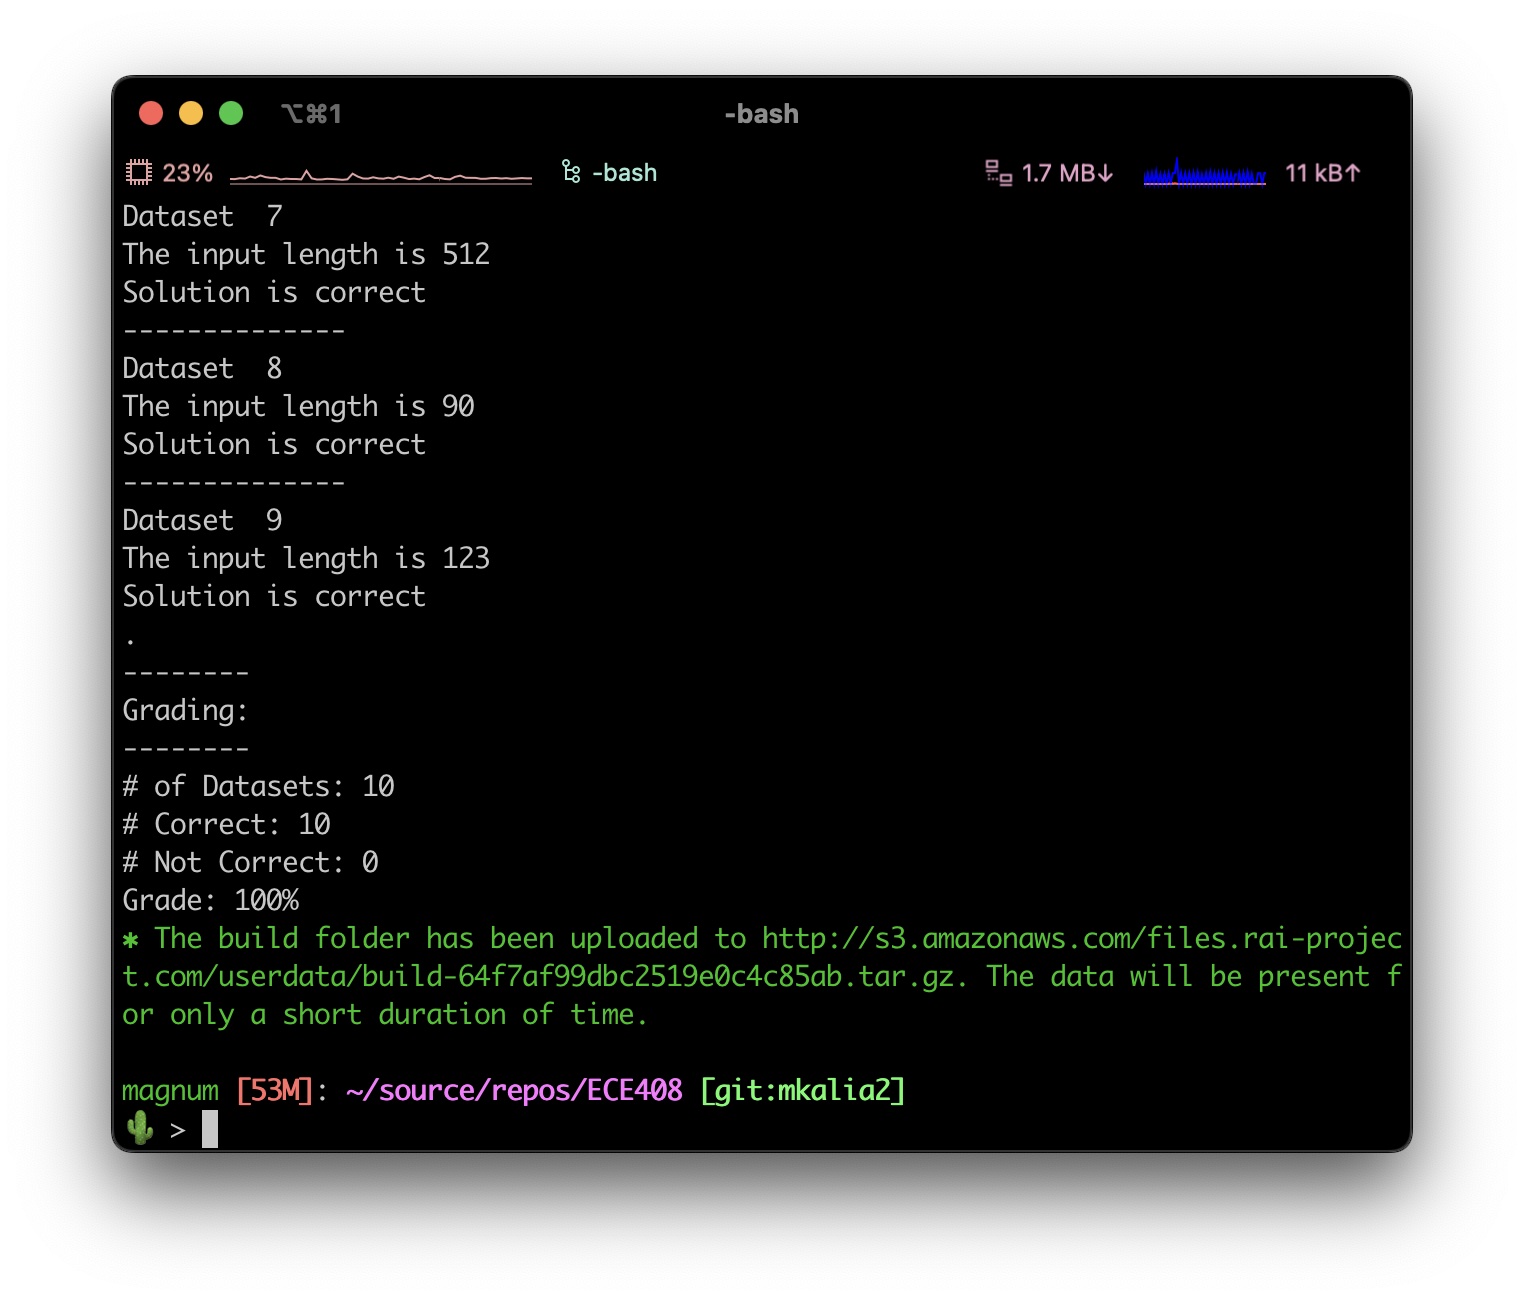 ⌥⌘1 -bash
23% -bash 1.7 MB↓ 11 kB↑
Dataset  7
The input length is 512
Solution is correct
--------------
Dataset  8
The input length is 90
Solution is correct
--------------
Dataset  9
The input length is 123
Solution is correct
.
--------
Grading:
--------
# of Datasets: 10
# Correct: 10
# Not Correct: 0
Grade: 100%
✱ The build folder has been uploaded to http://s3.amazonaws.com/files.rai-projec
t.com/userdata/build-64f7af99dbc2519e0c4c85ab.tar.gz. The data will be present f
or only a short duration of time.
magnum [53M]: ~/source/repos/ECE408 [git:mkalia2]
🌵 >